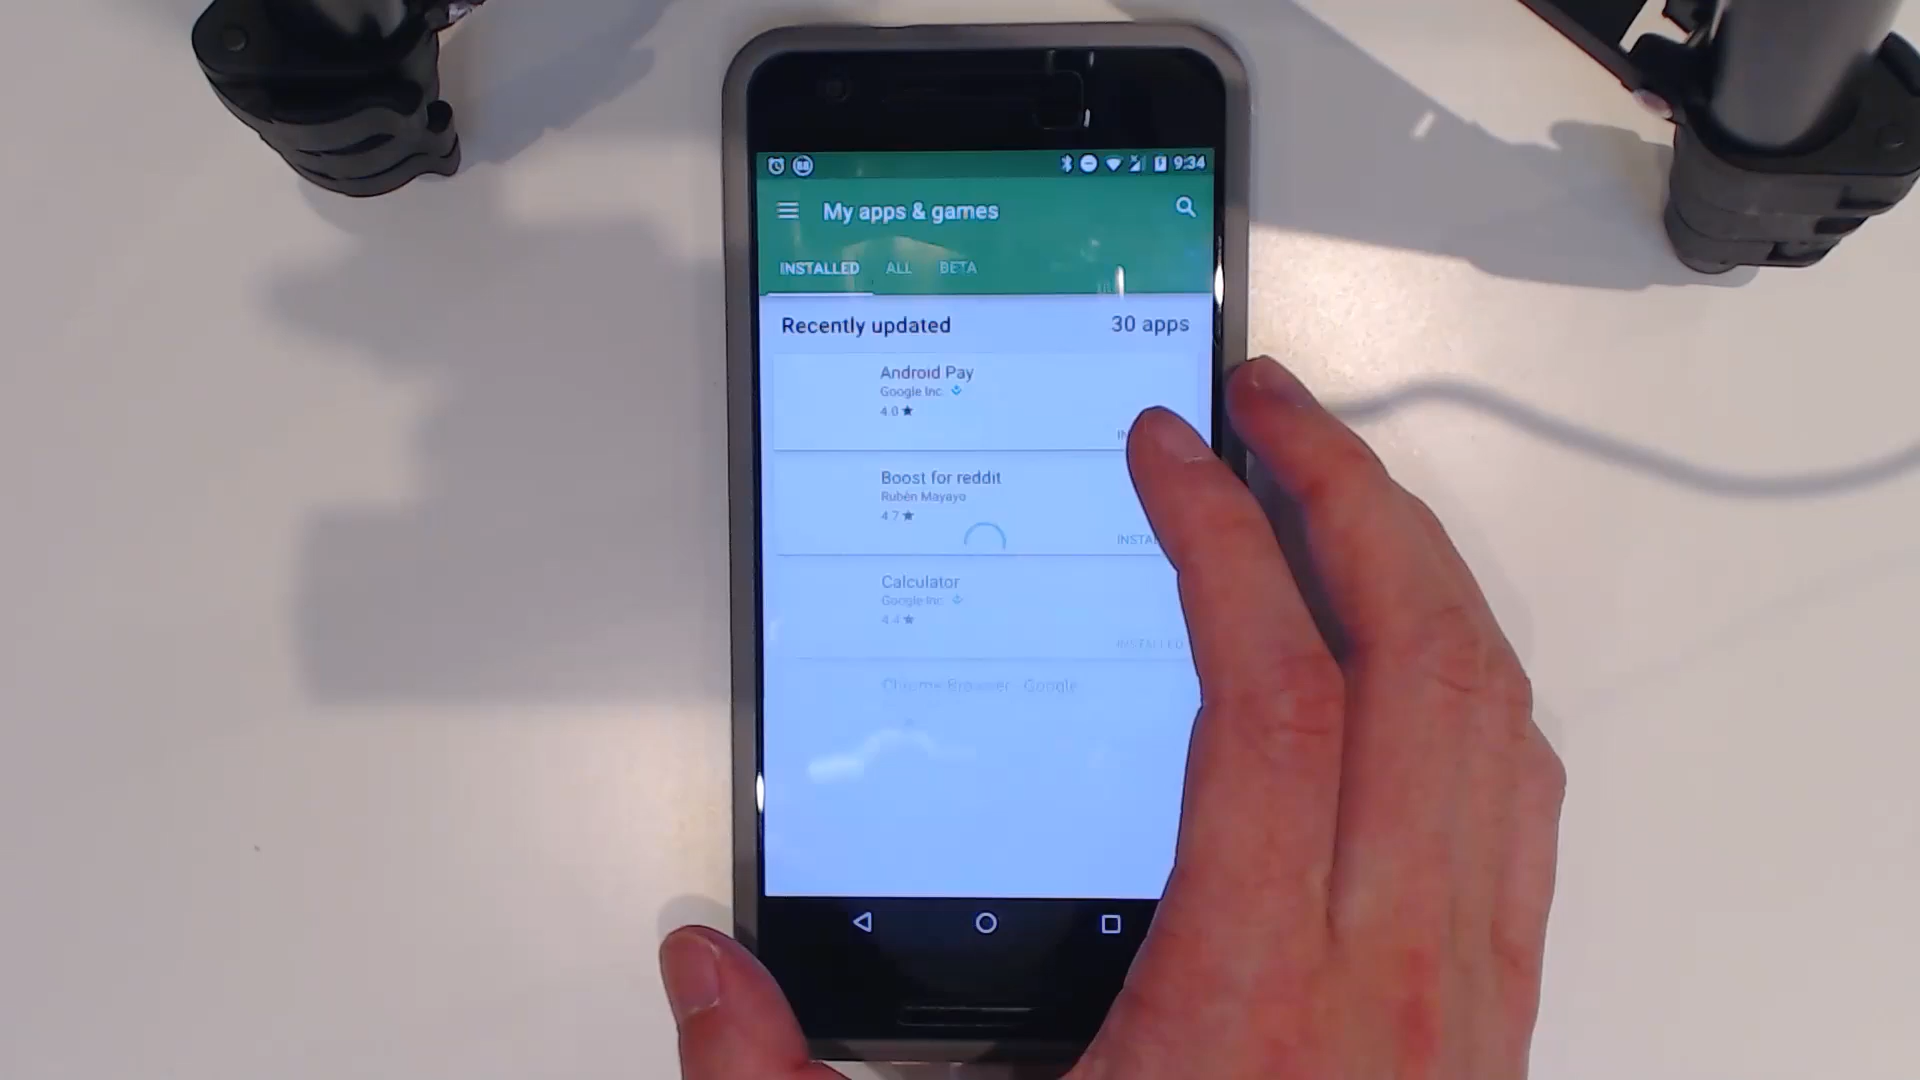 88 9:34
My apps & games
INSTALLED ALL BETA
Recently updated 30 apps
Android Pay
Google Inc.
4.0★
Boost for reddit
Rubén Mayayo
4.7★
Calculator
Google Inc.
4.4★
INSTALLED
Chrome Browser - Google